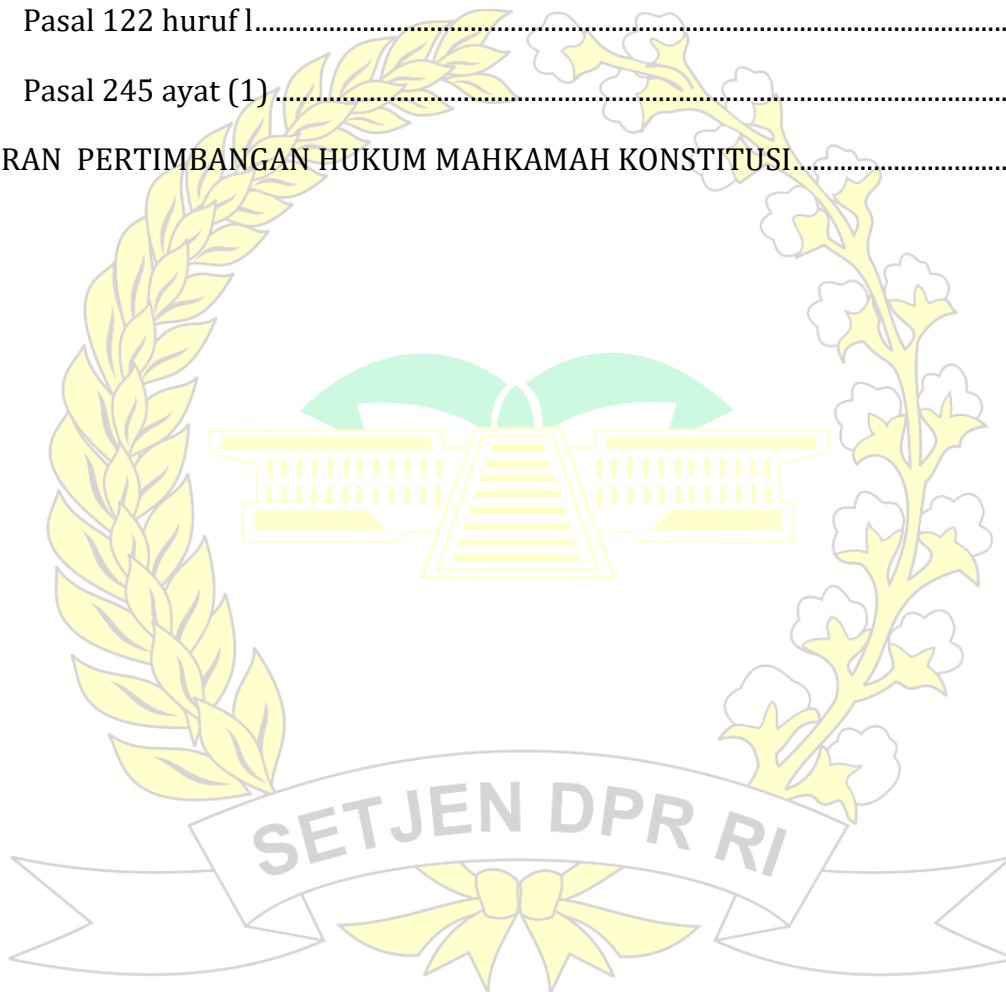 Pasal 122 huruf l............................................................
Pasal 245 ayat (1) ............................................................
RAN PERTIMBANGAN HUKUM MAHKAMAH KONSTITUSI..............................
SETJEN DPR RI